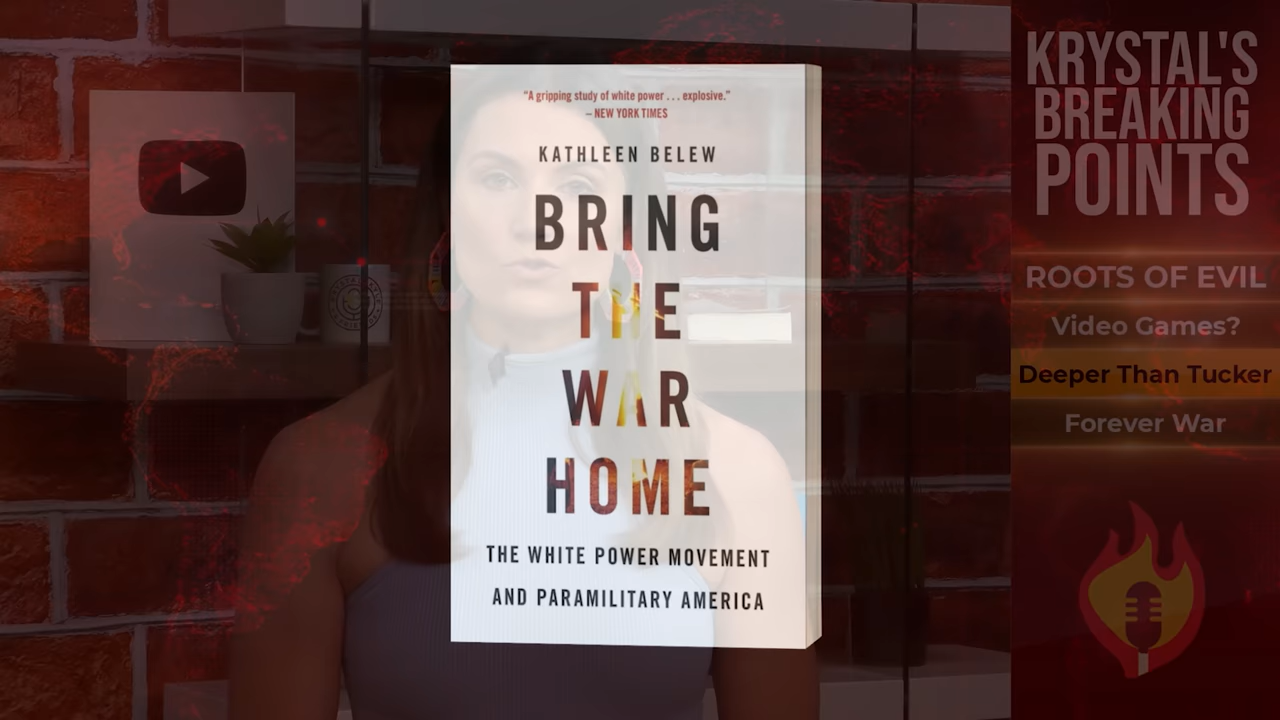 "A gripping study of white power . . . explosive."
– NEW YORK TIMES
KATHLEEN BELEW
BRING
THE
WAR
HOME
THE WHITE POWER MOVEMENT
AND PARAMILITARY AMERICA
KRYSTAL'S
BREAKING
POINTS
ROOTS OF EVIL
Video Games?
Deeper Than Tucker
Forever War